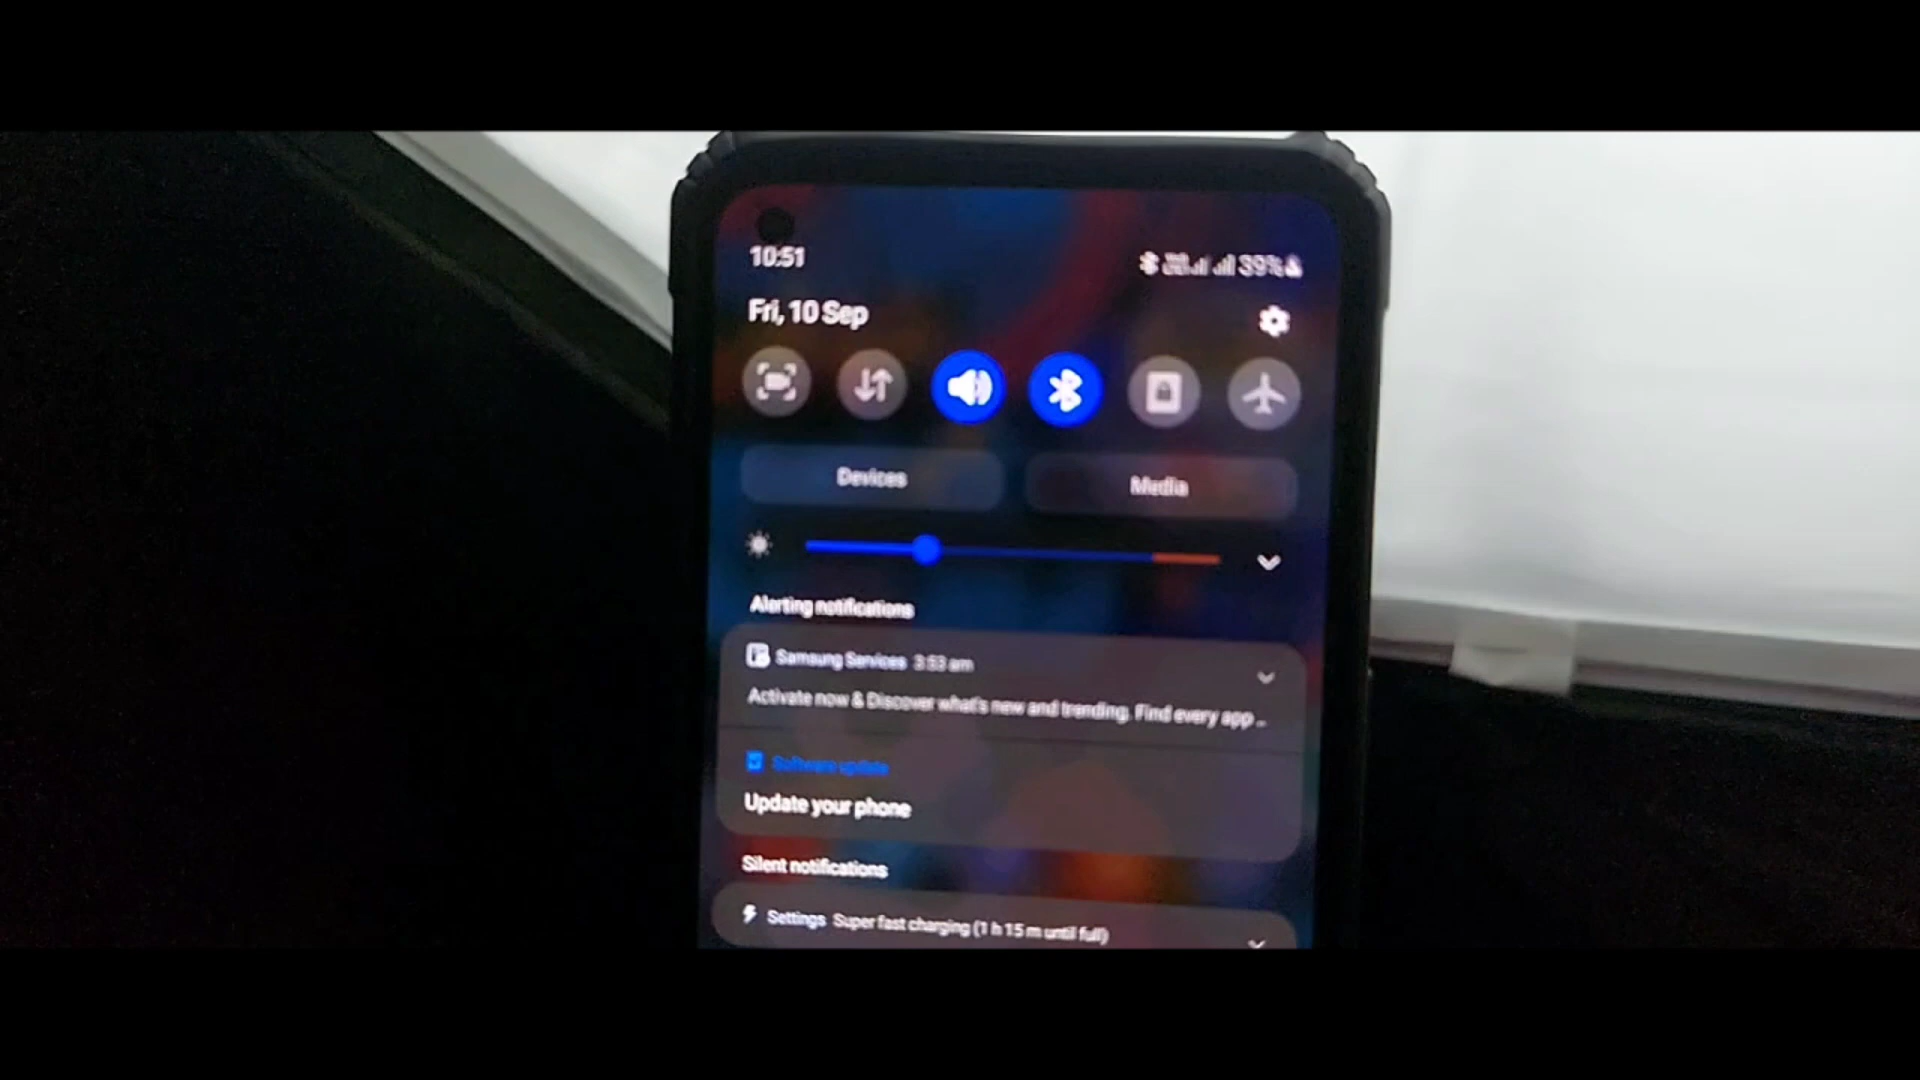 10:51
39%
Fri, 10 Sep
Devices
Media
Alerting notifications
Samsung Services 3:53 am
Activate now & Discover what's new and trending. Find every app ..
Software update
Update your phone
Silent notifications
Settings Super fast charging (1 h 15 m until full)